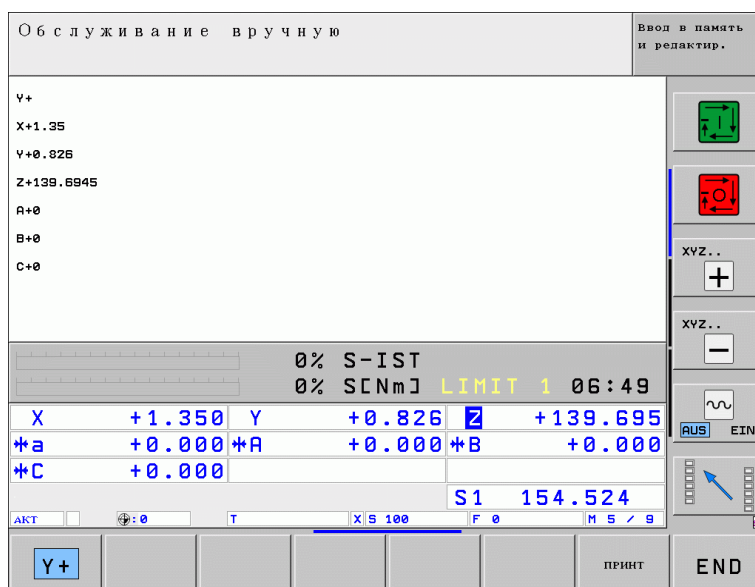 Обслуживание вручную
Ввод в память
и редактир.
Y+
X+1.35
Y+0.826
Z+139.6945
A+0
B+0
C+0
XYZ..
+
XYZ..
−
AUS EIN
0% S-IST
0% S[Nm] LIMIT 1 06:49
X +1.350 Y +0.826 Z +139.695
a +0.000 A +0.000 B +0.000
C +0.000
S1 154.524
АКТ : 0 T X S 100 F 0 M 5 / 9
Y+ ПРИНТ END